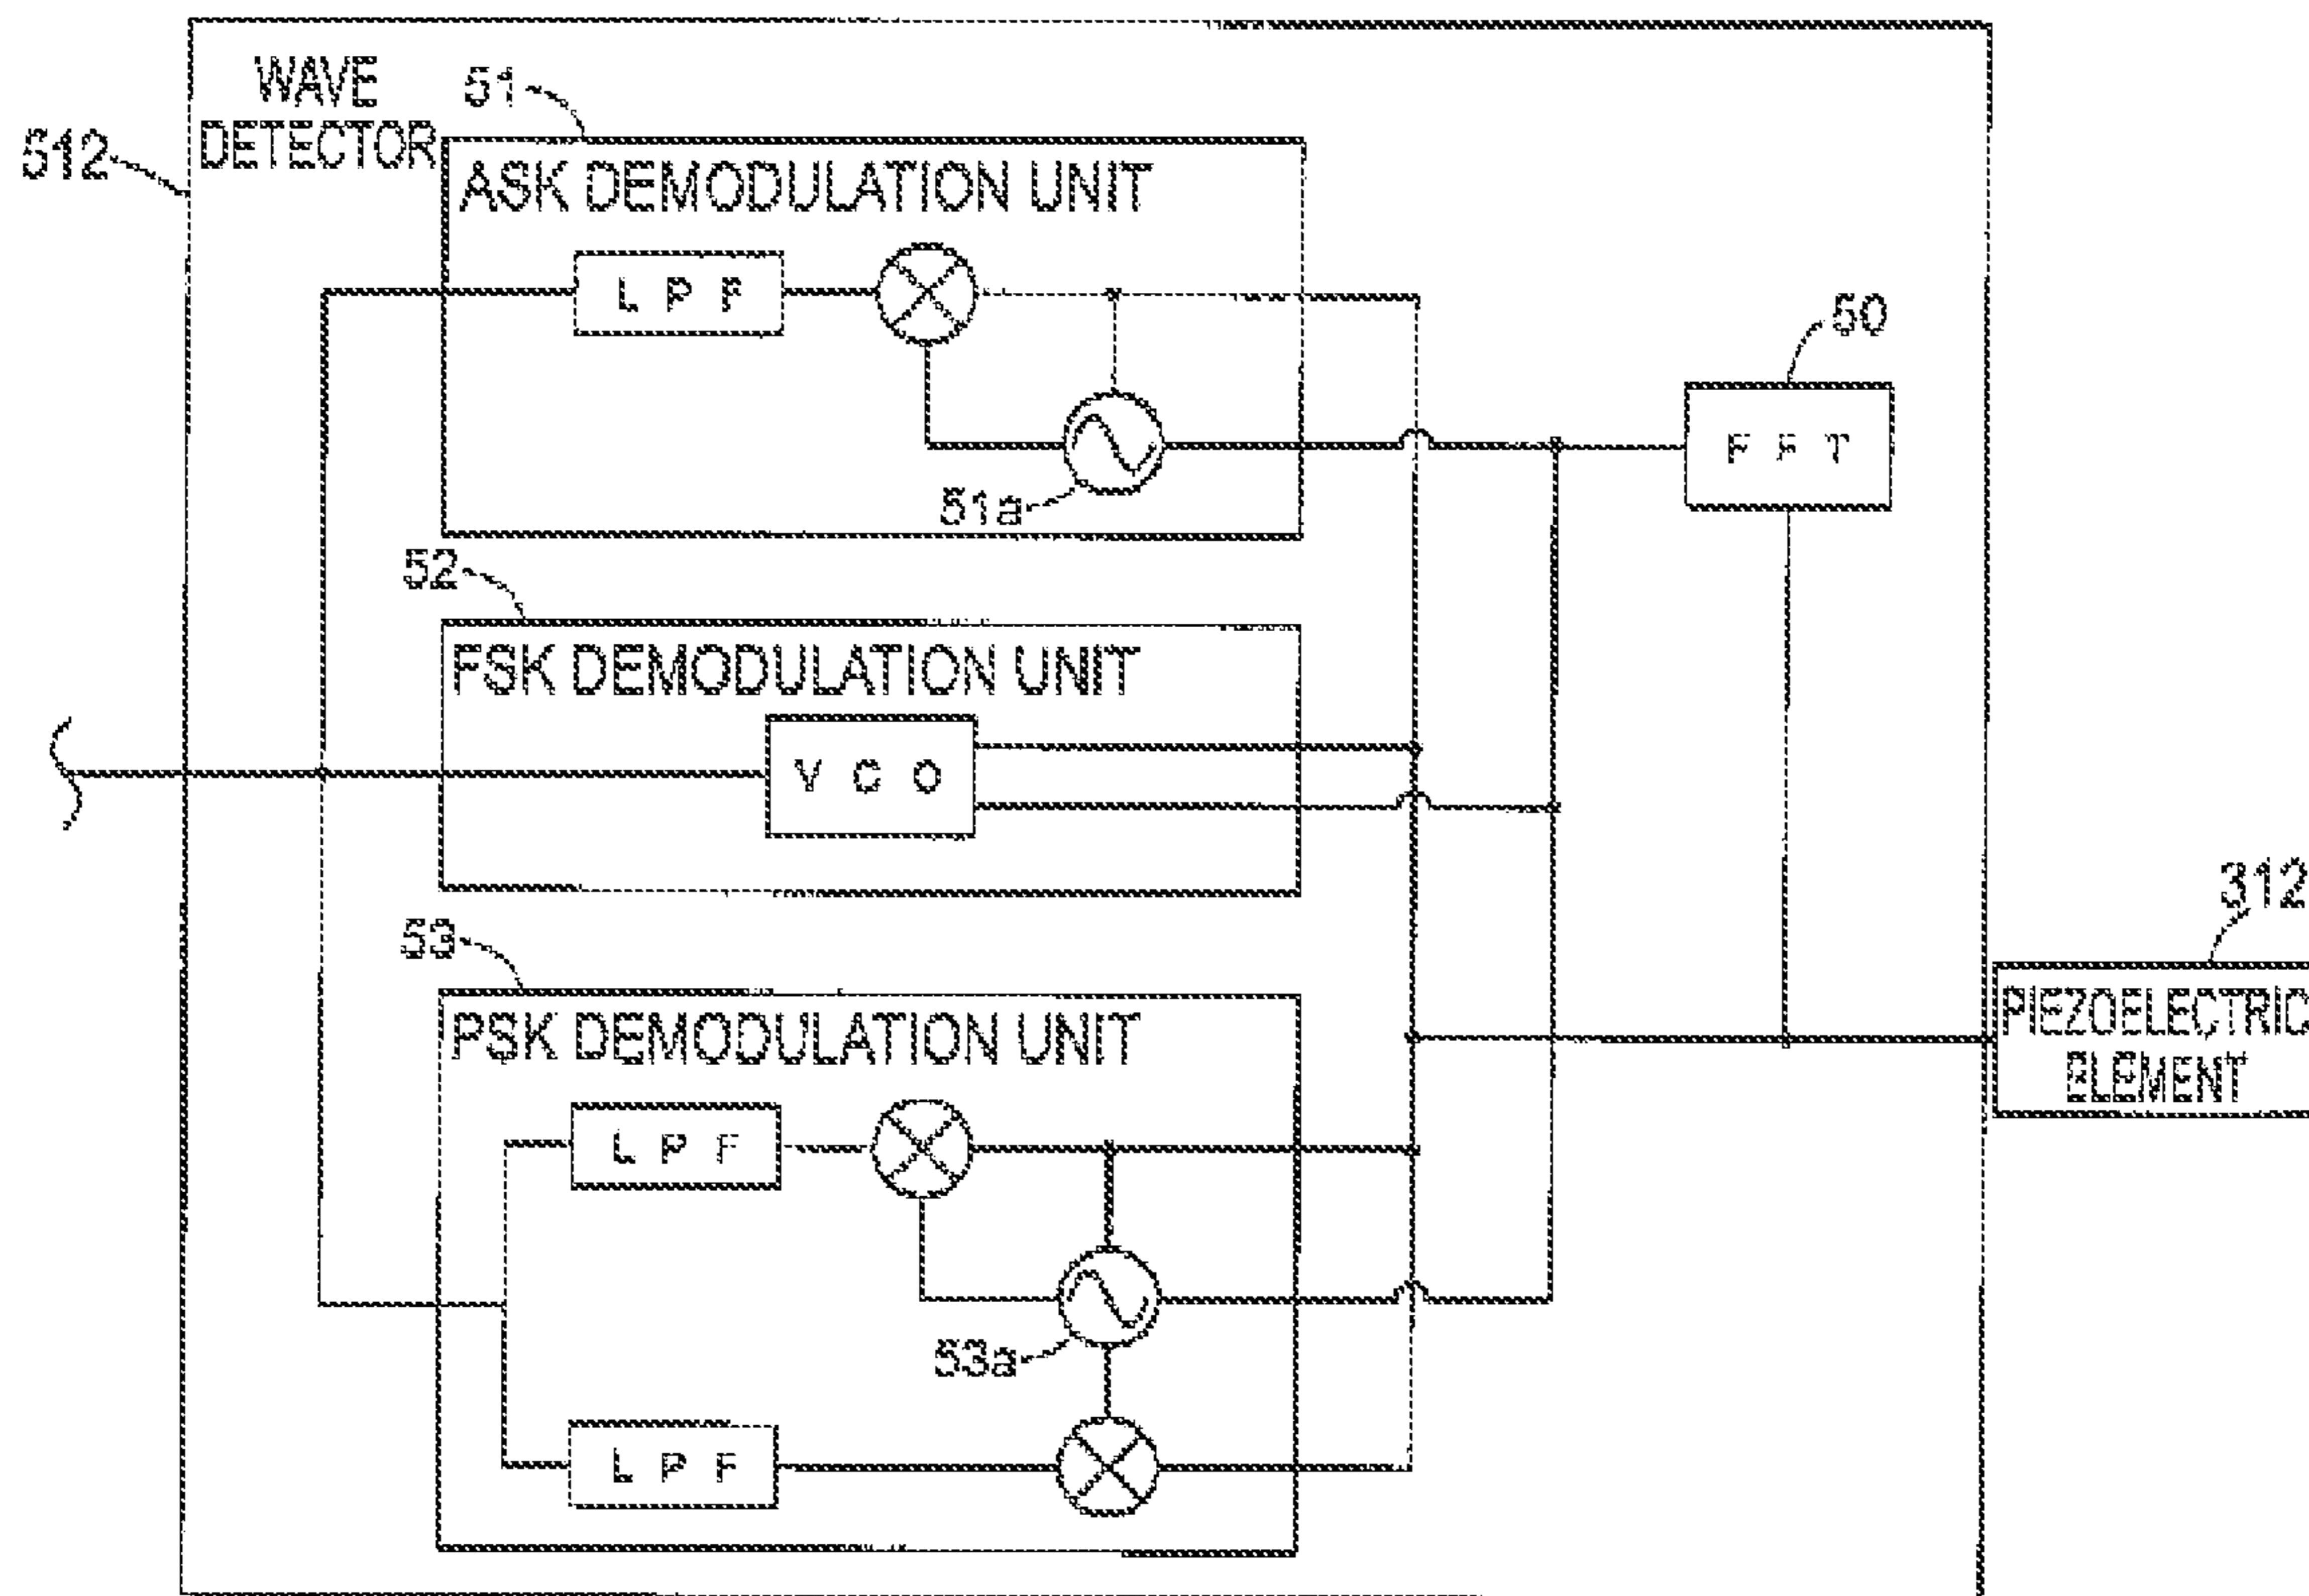 WAVE
DETECTOR
512
51
ASK DEMODULATION UNIT
L P F
51a
50
F F T
52
FSK DEMODULATION UNIT
V C O
312
PIEZOELECTRIC
ELEMENT
53
PSK DEMODULATION UNIT
L P F
53a
L P F